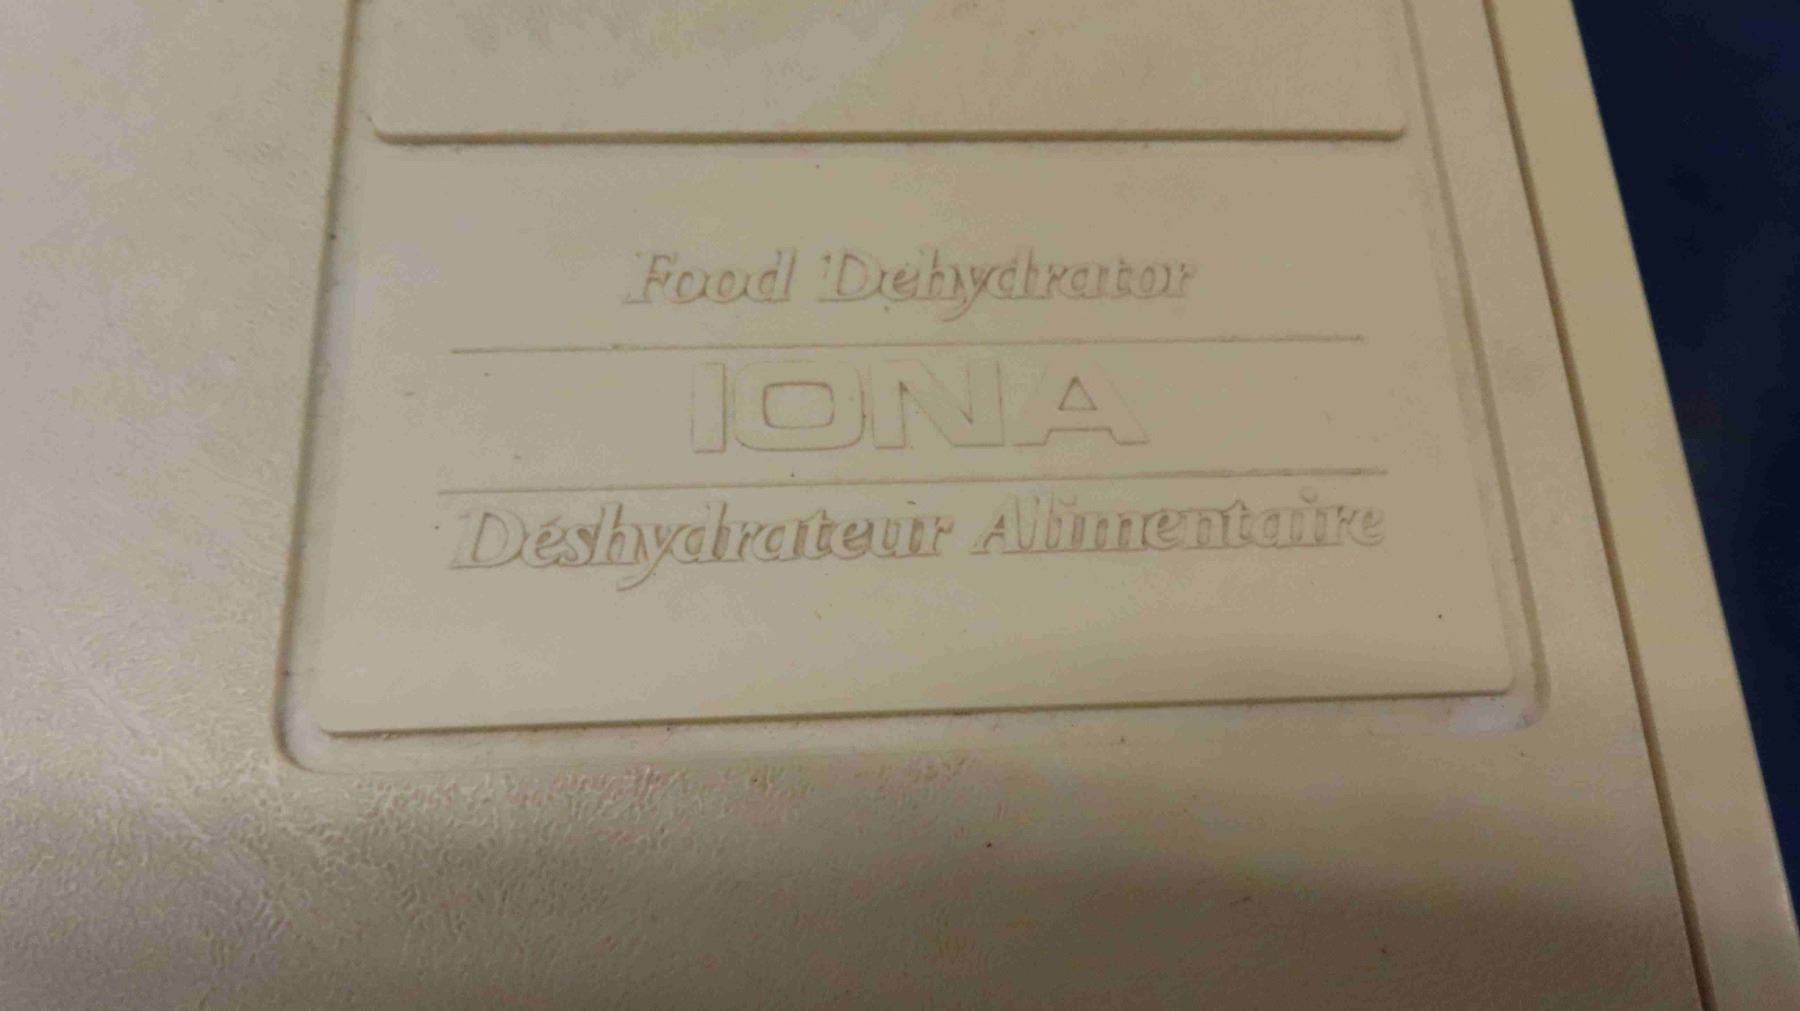 Food Dehydrator
IONA
Déshydrateur Alimentaire